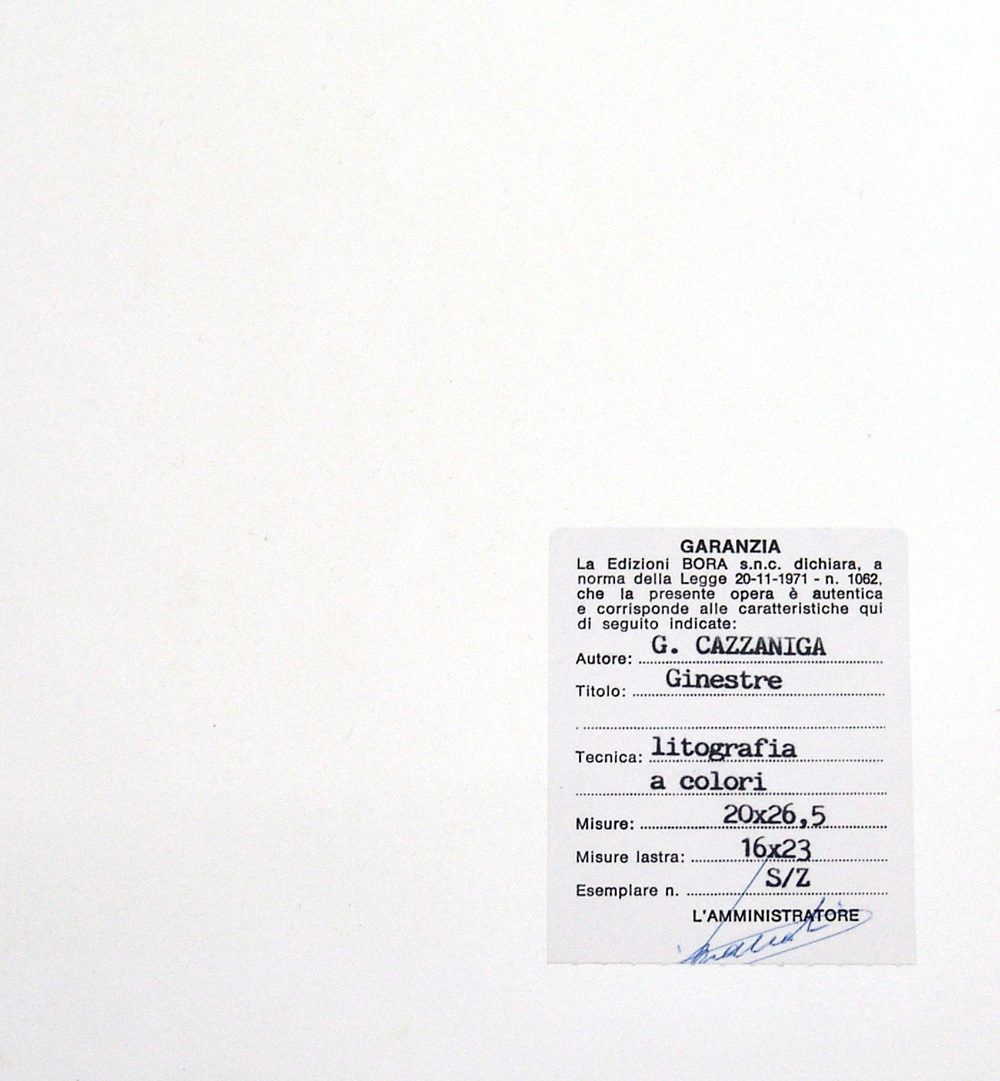 GARANZIA
La Edizioni BORA s.n.c. dichiara, a
norma della Legge 20-11-1971 - n. 1062,
che la presente opera è autentica
e corrisponde alle caratteristiche qui
di seguito indicate:
Autore: G. CAZZANIGA
Titolo: Ginestre
Tecnica: litografia
a colori
Misure: 20x26,5
Misure lastra: 16x23
Esemplare n. S/Z
L'AMMINISTRATORE